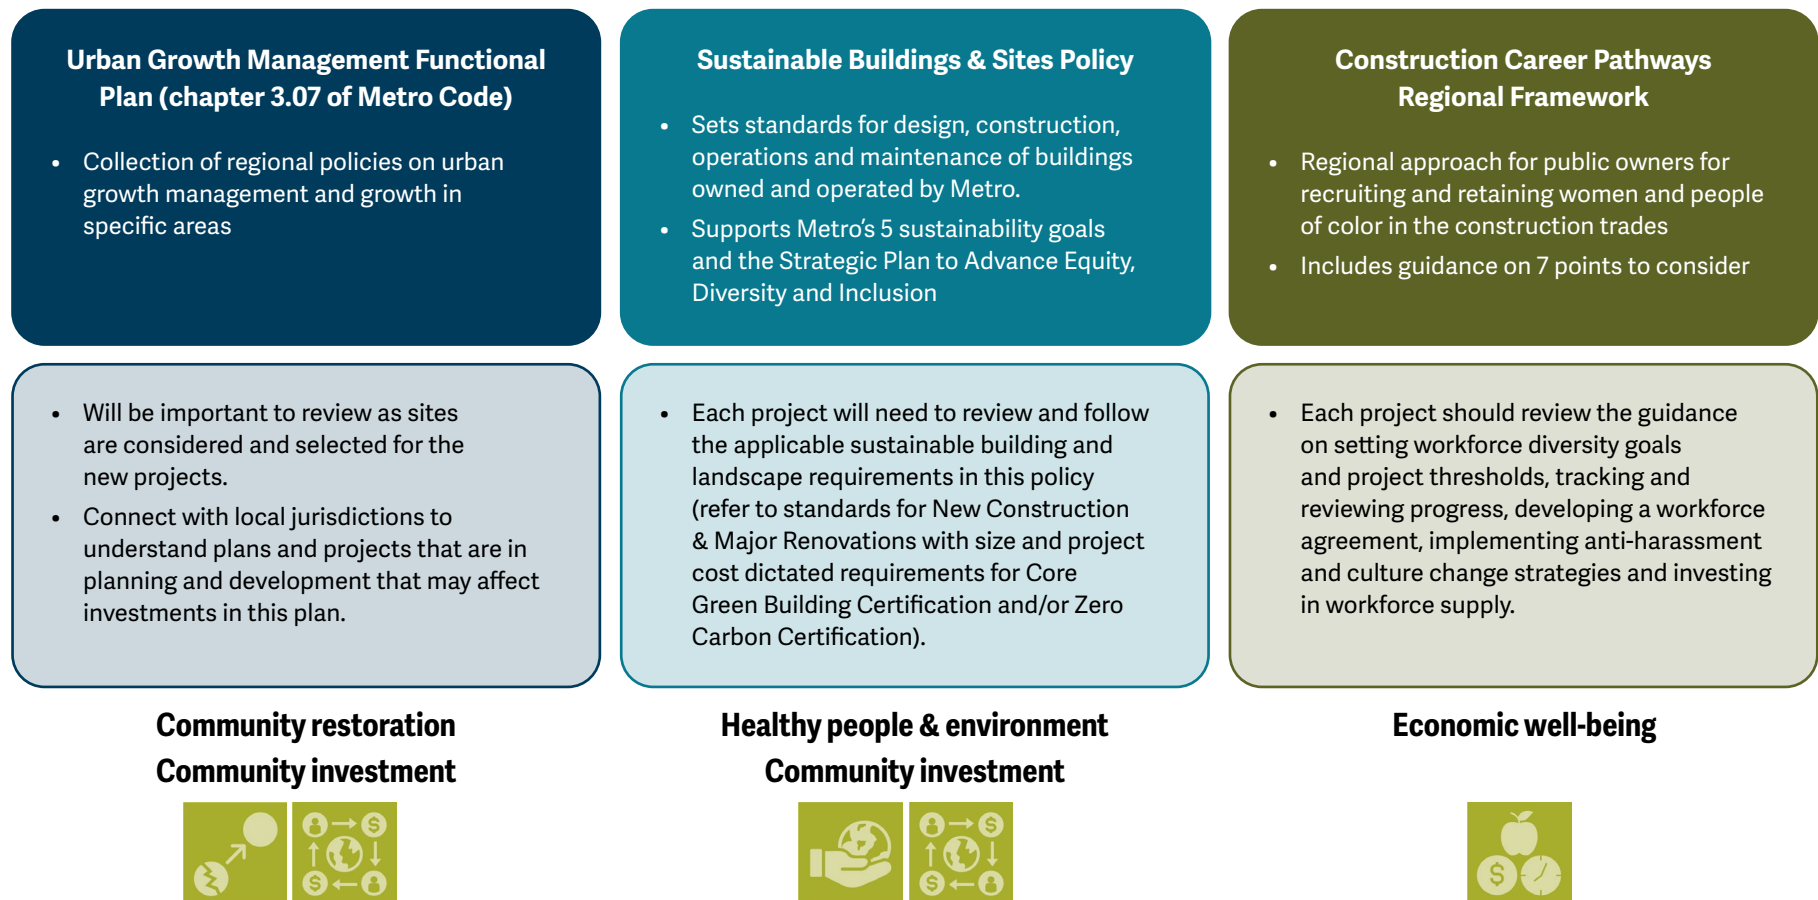 Urban Growth Management Functional
Plan (chapter 3.07 of Metro Code)
• Collection of regional policies on urban
growth management and growth in
specific areas
Sustainable Buildings & Sites Policy
• Sets standards for design, construction,
operations and maintenance of buildings
owned and operated by Metro.
• Supports Metro's 5 sustainability goals
and the Strategic Plan to Advance Equity,
Diversity and Inclusion
Construction Career Pathways
Regional Framework
• Regional approach for public owners for
recruiting and retaining women and people
of color in the construction trades
• Includes guidance on 7 points to consider
• Will be important to review as sites
are considered and selected for the
new projects.
• Connect with local jurisdictions to
understand plans and projects that are in
planning and development that may affect
investments in this plan.
• Each project will need to review and follow
the applicable sustainable building and
landscape requirements in this policy
(refer to standards for New Construction
& Major Renovations with size and project
cost dictated requirements for Core
Green Building Certification and/or Zero
Carbon Certification).
• Each project should review the guidance
on setting workforce diversity goals
and project thresholds, tracking and
reviewing progress, developing a workforce
agreement, implementing anti-harassment
and culture change strategies and investing
in workforce supply.
Community restoration
Community investment
Healthy people & environment
Community investment
Economic well-being